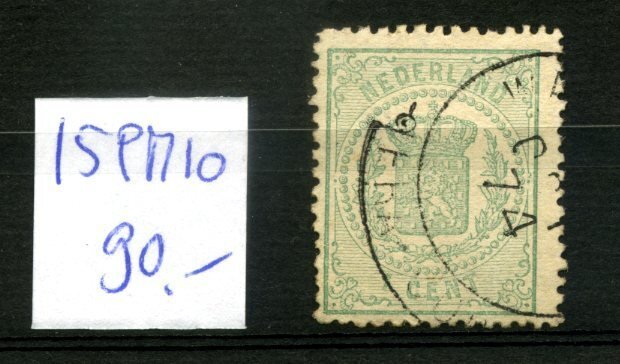 15PM10
90.-
NEDERLAND
CENT